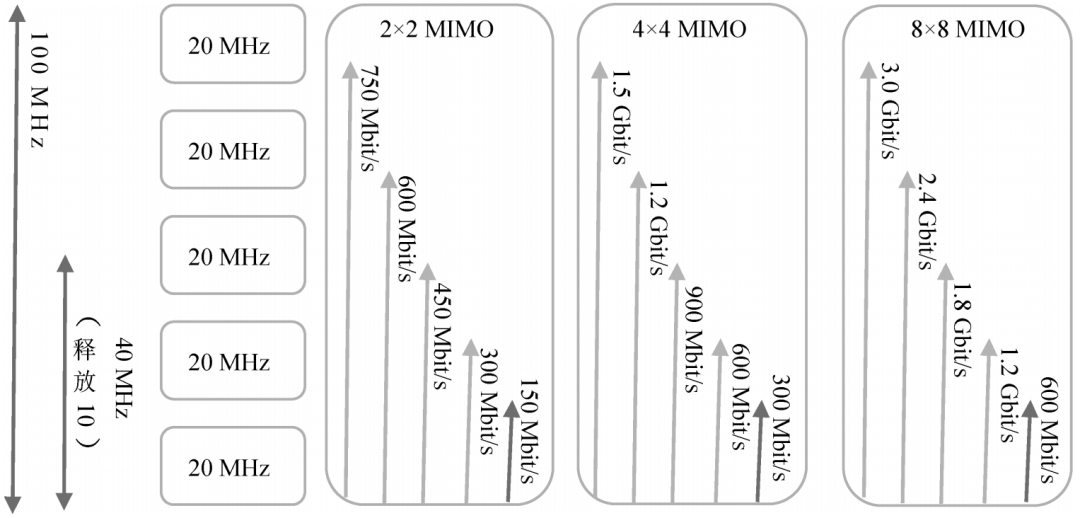 100 MHz
40 MHz
（释放 10）
20 MHz
20 MHz
20 MHz
20 MHz
20 MHz
2×2 MIMO
750 Mbit/s
600 Mbit/s
450 Mbit/s
300 Mbit/s
150 Mbit/s
4×4 MIMO
1.5 Gbit/s
1.2 Gbit/s
900 Mbit/s
600 Mbit/s
300 Mbit/s
8×8 MIMO
3.0 Gbit/s
2.4 Gbit/s
1.8 Gbit/s
1.2 Gbit/s
600 Mbit/s